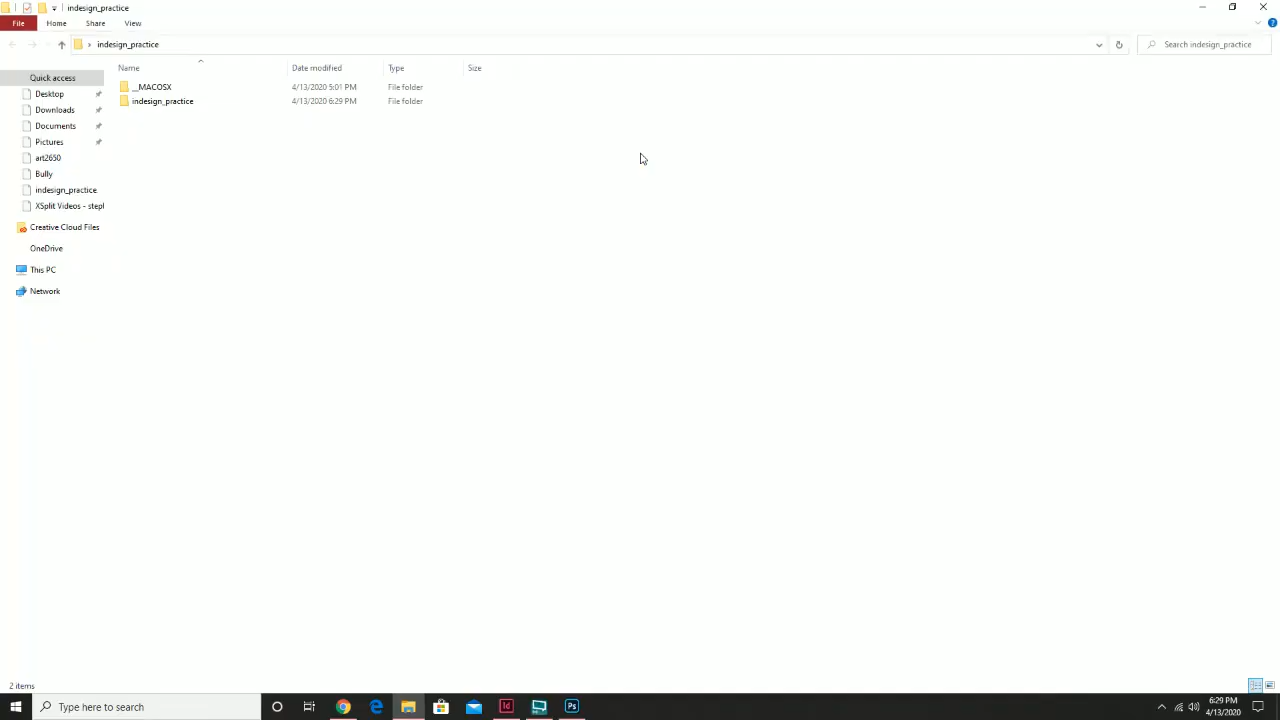 indesign_practice
File Home Share View
indesign_practice
Search indesign_practice
Name Date modified Type Size
Quick access
__MACOSX 4/13/2020 5:01 PM File folder
Desktop
indesign_practice 4/13/2020 6:29 PM File folder
Downloads
Documents
Pictures
art2650
Bully
indesign_practice
XSplit Videos - stepl
Creative Cloud Files
OneDrive
This PC
Network
2 items
Type here to search
Id
Ps
6:29 PM
4/13/2020